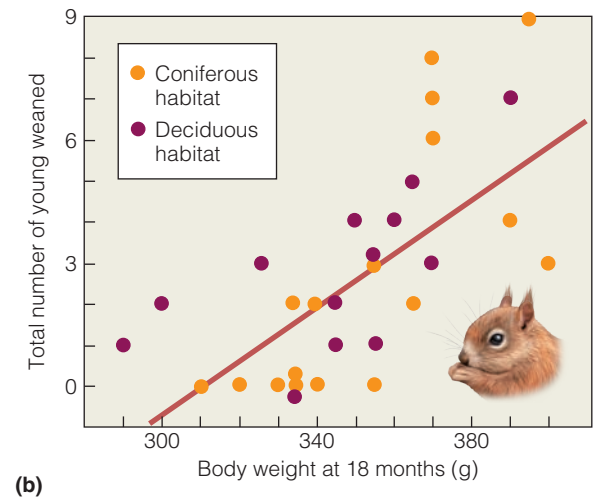 9
Coniferous
habitat
Deciduous
habitat
6
3
0
Total number of young weaned
300 340 380
Body weight at 18 months (g)
(b)